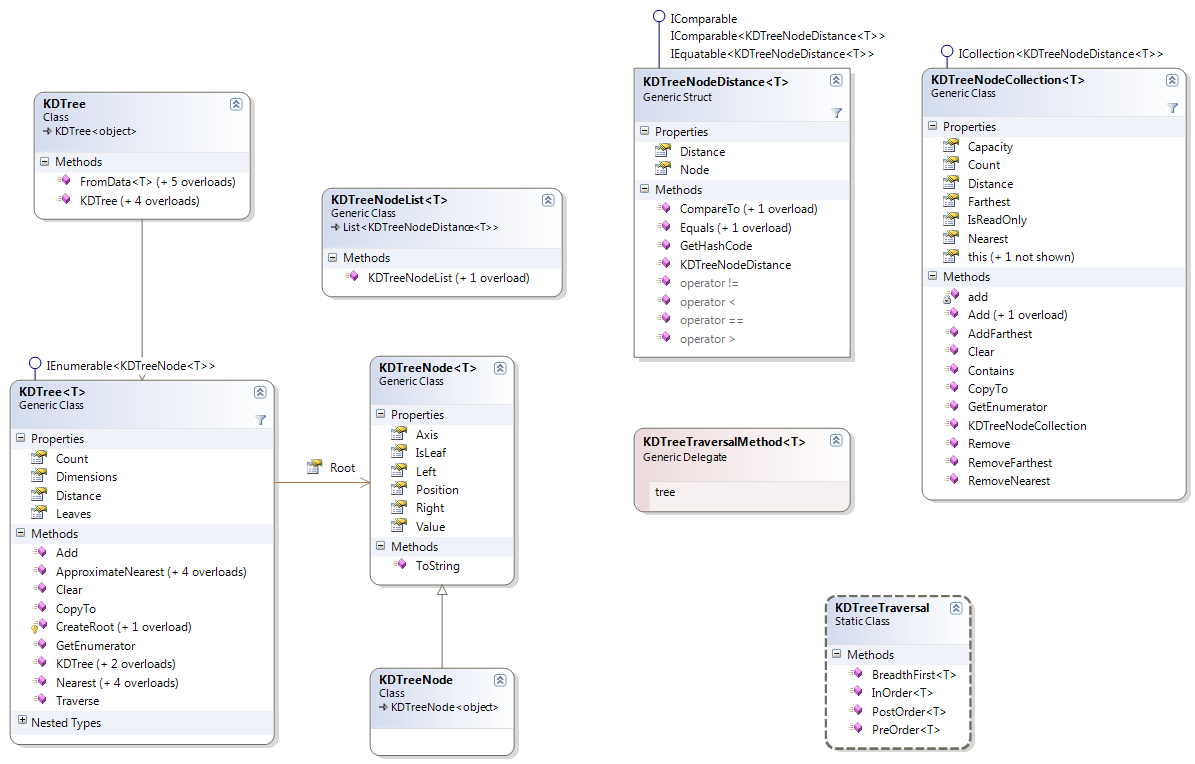 KDTree
Class
KDTree<object>
Methods
FromData<T> (+ 5 overloads)
KDTree (+ 4 overloads)
KDTreeNodeList<T>
Generic Class
List<KDTreeNodeDistance<T>>
Methods
KDTreeNodeList (+ 1 overload)
IComparable
IComparable<KDTreeNodeDistance<T>>
IEquatable<KDTreeNodeDistance<T>>
KDTreeNodeDistance<T>
Generic Struct
Properties
Distance
Node
Methods
CompareTo (+ 1 overload)
Equals (+ 1 overload)
GetHashCode
KDTreeNodeDistance
operator !=
operator <
operator ==
operator >
ICollection<KDTreeNodeDistance<T>>
KDTreeNodeCollection<T>
Generic Class
Properties
Capacity
Count
Distance
Farthest
IsReadOnly
Nearest
this (+ 1 not shown)
Methods
add
Add (+ 1 overload)
AddFarthest
Clear
Contains
CopyTo
GetEnumerator
KDTreeNodeCollection
Remove
RemoveFarthest
RemoveNearest
IEnumerable<KDTreeNode<T>>
KDTree<T>
Generic Class
Properties
Count
Dimensions
Distance
Leaves
Methods
Add
ApproximateNearest (+ 4 overloads)
Clear
CopyTo
CreateRoot (+ 1 overload)
GetEnumerator
KDTree (+ 2 overloads)
Nearest (+ 4 overloads)
Traverse
Nested Types
Root
KDTreeNode<T>
Generic Class
Properties
Axis
IsLeaf
Left
Position
Right
Value
Methods
ToString
KDTreeNode
Class
KDTreeNode<object>
KDTreeTraversalMethod<T>
Generic Delegate
tree
KDTreeTraversal
Static Class
Methods
BreadthFirst<T>
InOrder<T>
PostOrder<T>
PreOrder<T>